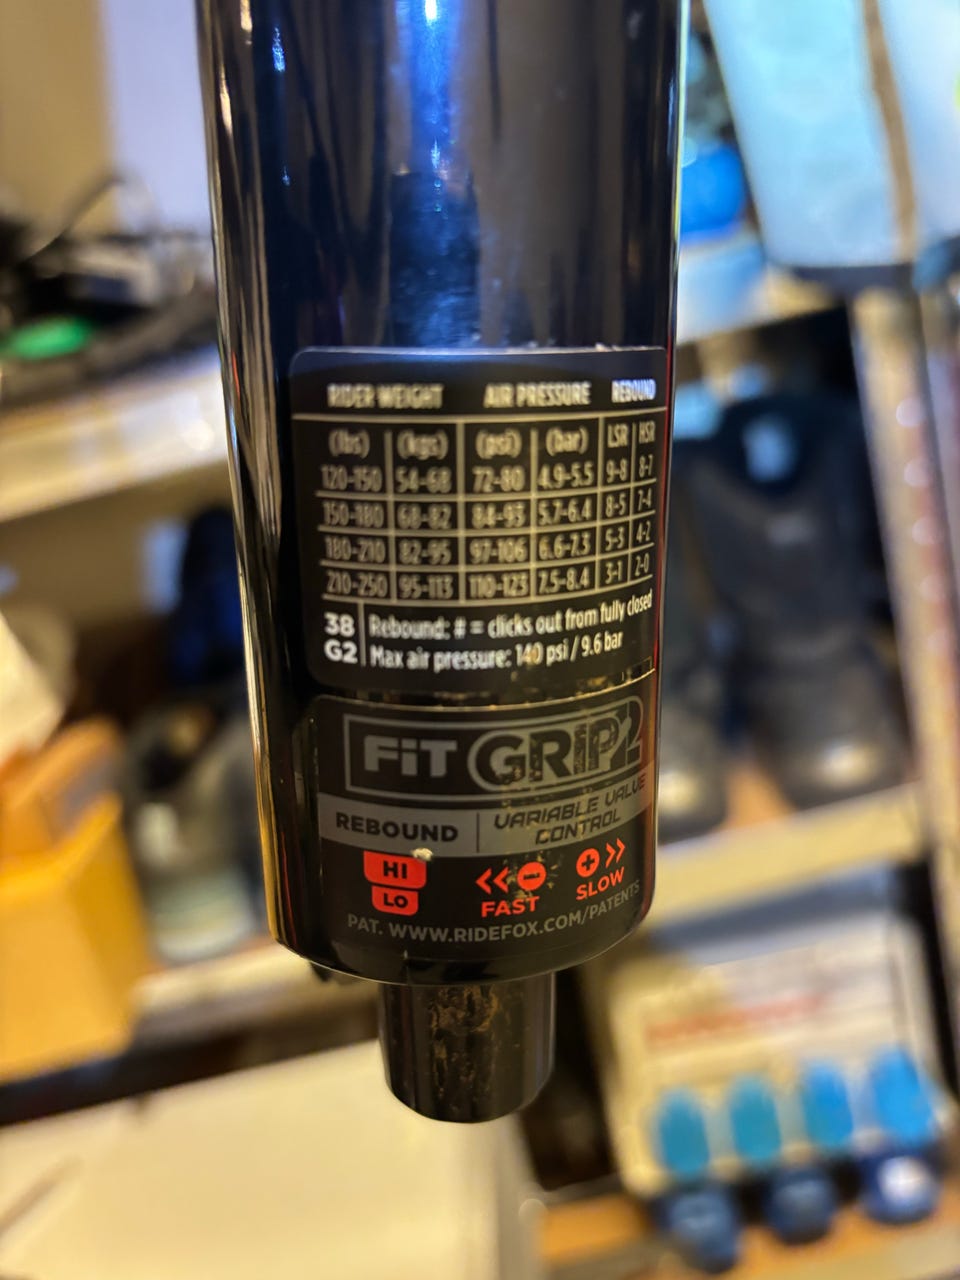 RIDER WEIGHT AIR PRESSURE REBOUND
(lbs) (kgs) (psi) (bar) LSR HSR
120-150 54-68 72-80 4.9-5.5 9-8 8-7
150-180 68-82 84-93 5.7-6.4 8-5 7-4
180-210 82-95 97-106 6.6-7.3 5-3 4-2
210-250 95-113 110-123 7.5-8.4 3-1 2-0
38 Rebound: # = clicks out from fully closed
G2 Max air pressure: 140 psi / 9.6 bar
FiT GRIP2
REBOUND VARIABLE VALVE
CONTROL
HI
LO
FAST SLOW
PAT. WWW.RIDEFOX.COM/PATENTS